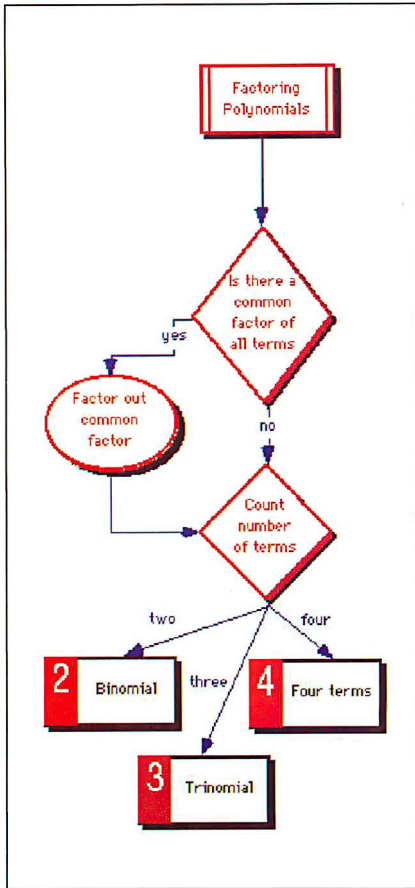 Factoring
Polynomials
Is there a
common
factor of
all terms
yes
Factor out
common
factor
no
Count
number
of terms
two
four
three
2
Binomial
4
Four terms
3
Trinomial